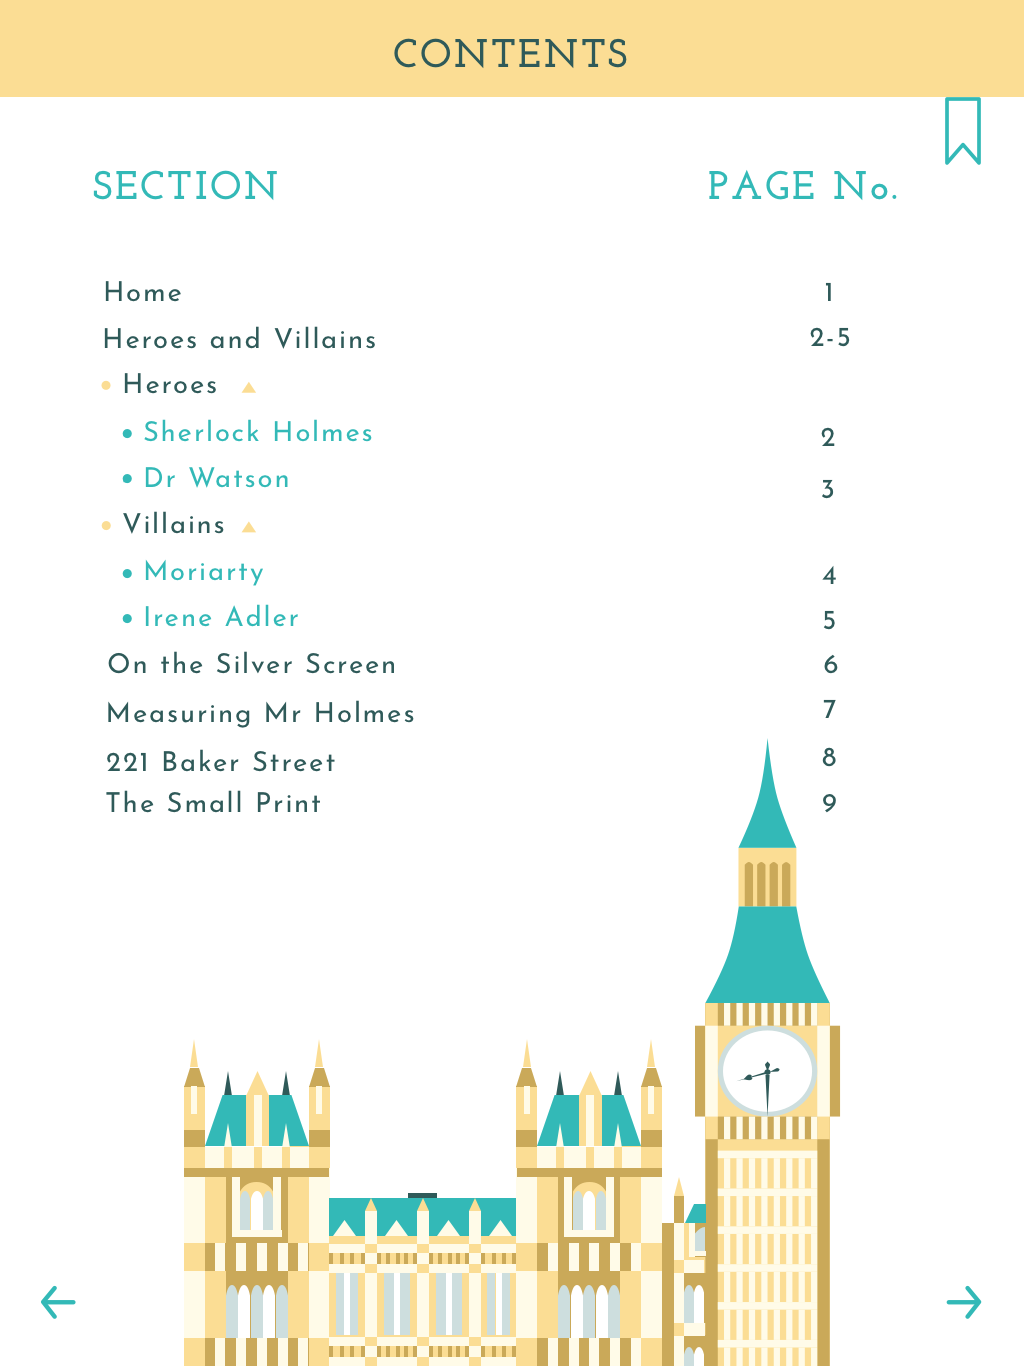 CONTENTS
SECTION PAGE No.
Home 1
Heroes and Villains 2-5
Heroes
Sherlock Holmes 2
Dr Watson 3
Villains
Moriarty 4
Irene Adler 5
On the Silver Screen 6
Measuring Mr Holmes 7
221 Baker Street 8
The Small Print 9